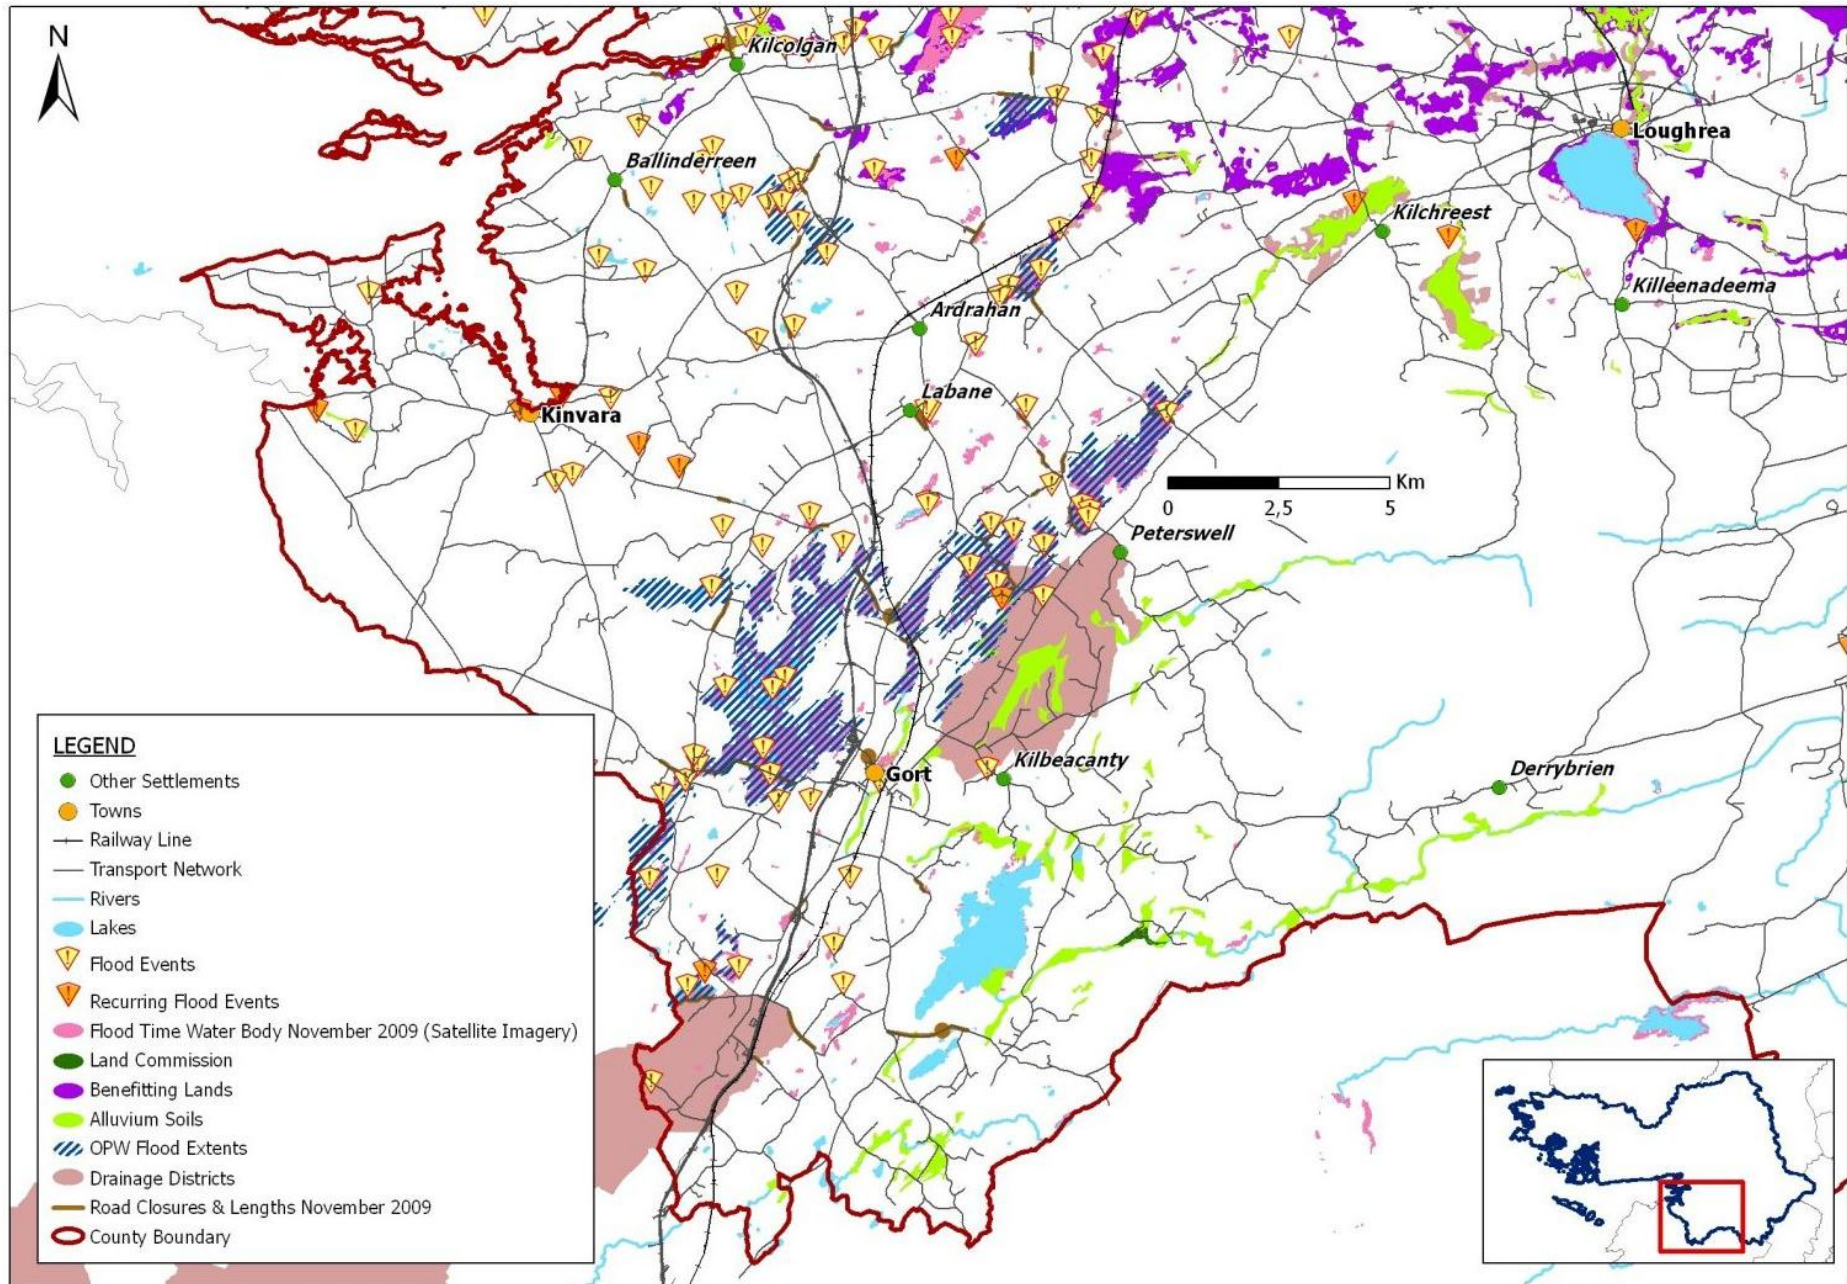 N
Kilcolgan
Loughrea
Ballinderreen
Kilchreest
Killeenadeema
Ardrahan
Labane
Kinvara
Km
0 2,5 5
Peterswell
Gort
Kilbeacanty
Derrybrien
LEGEND
Other Settlements
Towns
Railway Line
Transport Network
Rivers
Lakes
Flood Events
Recurring Flood Events
Flood Time Water Body November 2009 (Satellite Imagery)
Land Commission
Benefitting Lands
Alluvium Soils
OPW Flood Extents
Drainage Districts
Road Closures & Lengths November 2009
County Boundary